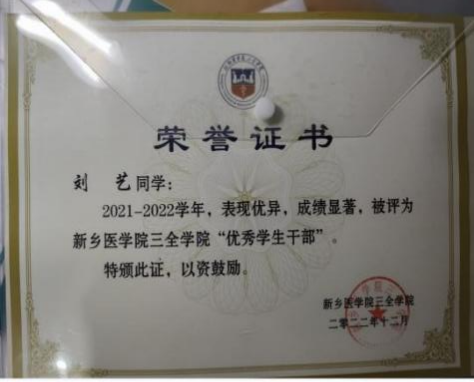 荣誉证书
刘 艺同学：
2021-2022学年，表现优异，成绩显著，被评为
新乡医学院三全学院“优秀学生干部”。
特颁此证，以资鼓励。
新乡医学院三全学院
二零二二年十二月